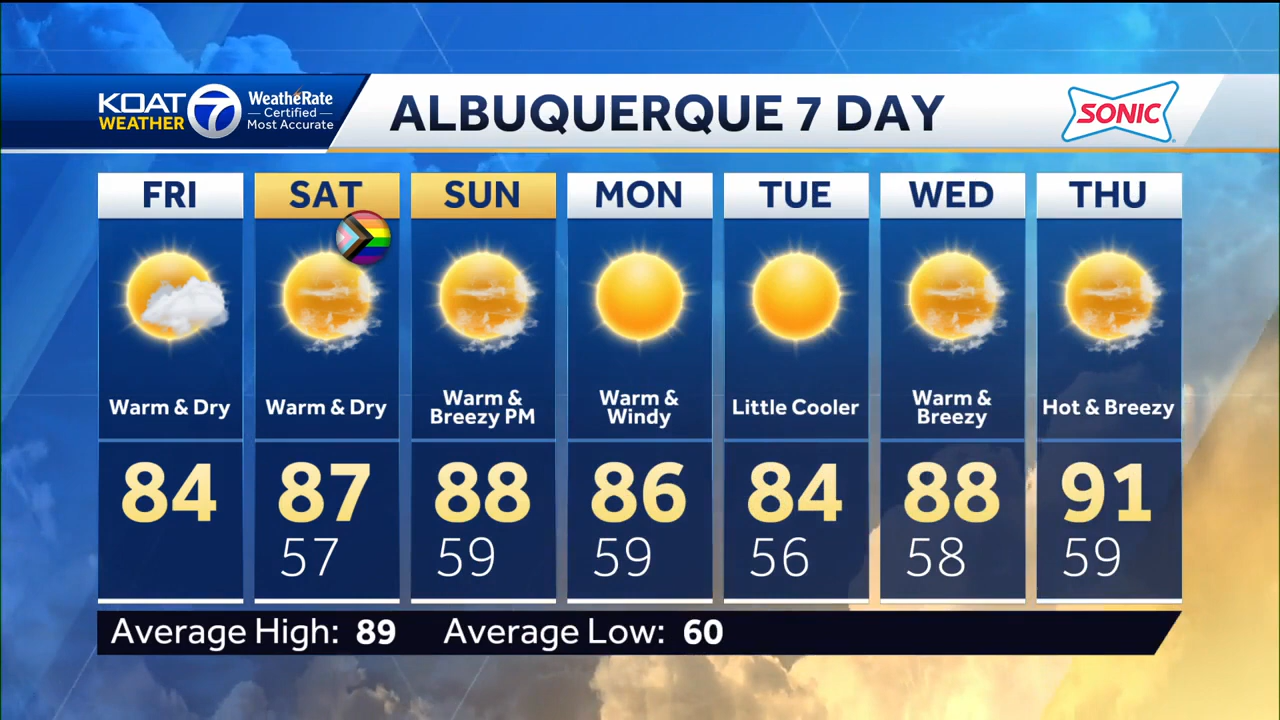 KOAT
WEATHER
7
WeatheRate
Certified
Most Accurate
ALBUQUERQUE 7 DAY
SONIC
FRI
SAT
SUN
MON
TUE
WED
THU
Warm & Dry
Warm & Dry
Warm &
Breezy PM
Warm &
Windy
Little Cooler
Warm &
Breezy
Hot & Breezy
84
87
88
86
84
88
91
57
59
59
56
58
59
Average High: 89
Average Low: 60